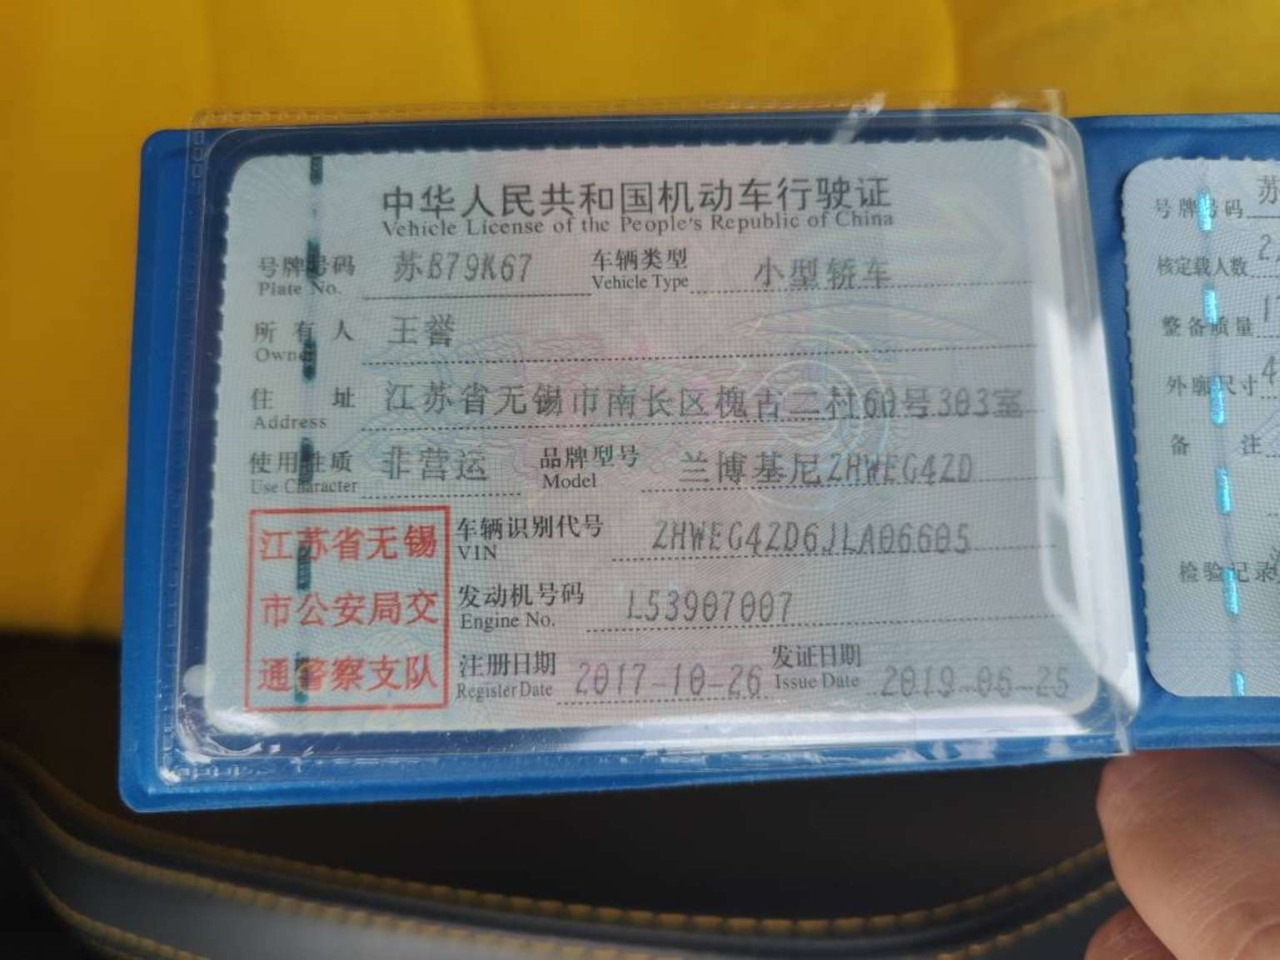 中华人民共和国机动车行驶证
Vehicle License of the People's Republic of China
号牌号码 苏B79K67 车辆类型 小型轿车
Plate No. Vehicle Type
所有人 王誉
Owner
住址 江苏省无锡市南长区槐古二村60号303室
Address
使用性质 非营运 品牌型号 兰博基尼ZHWEG4ZD
Use Character Model
江苏省无锡
市公安局交
通警察支队
车辆识别代号 ZHWEG4ZD6JLA06605
VIN
发动机号码 L53907007
Engine No.
注册日期 2017-10-26 发证日期 2019-06-25
Register Date Issue Date
号牌号码 苏
核定载人数 2
整备质量 1
外廓尺寸 4
备注
检验记录